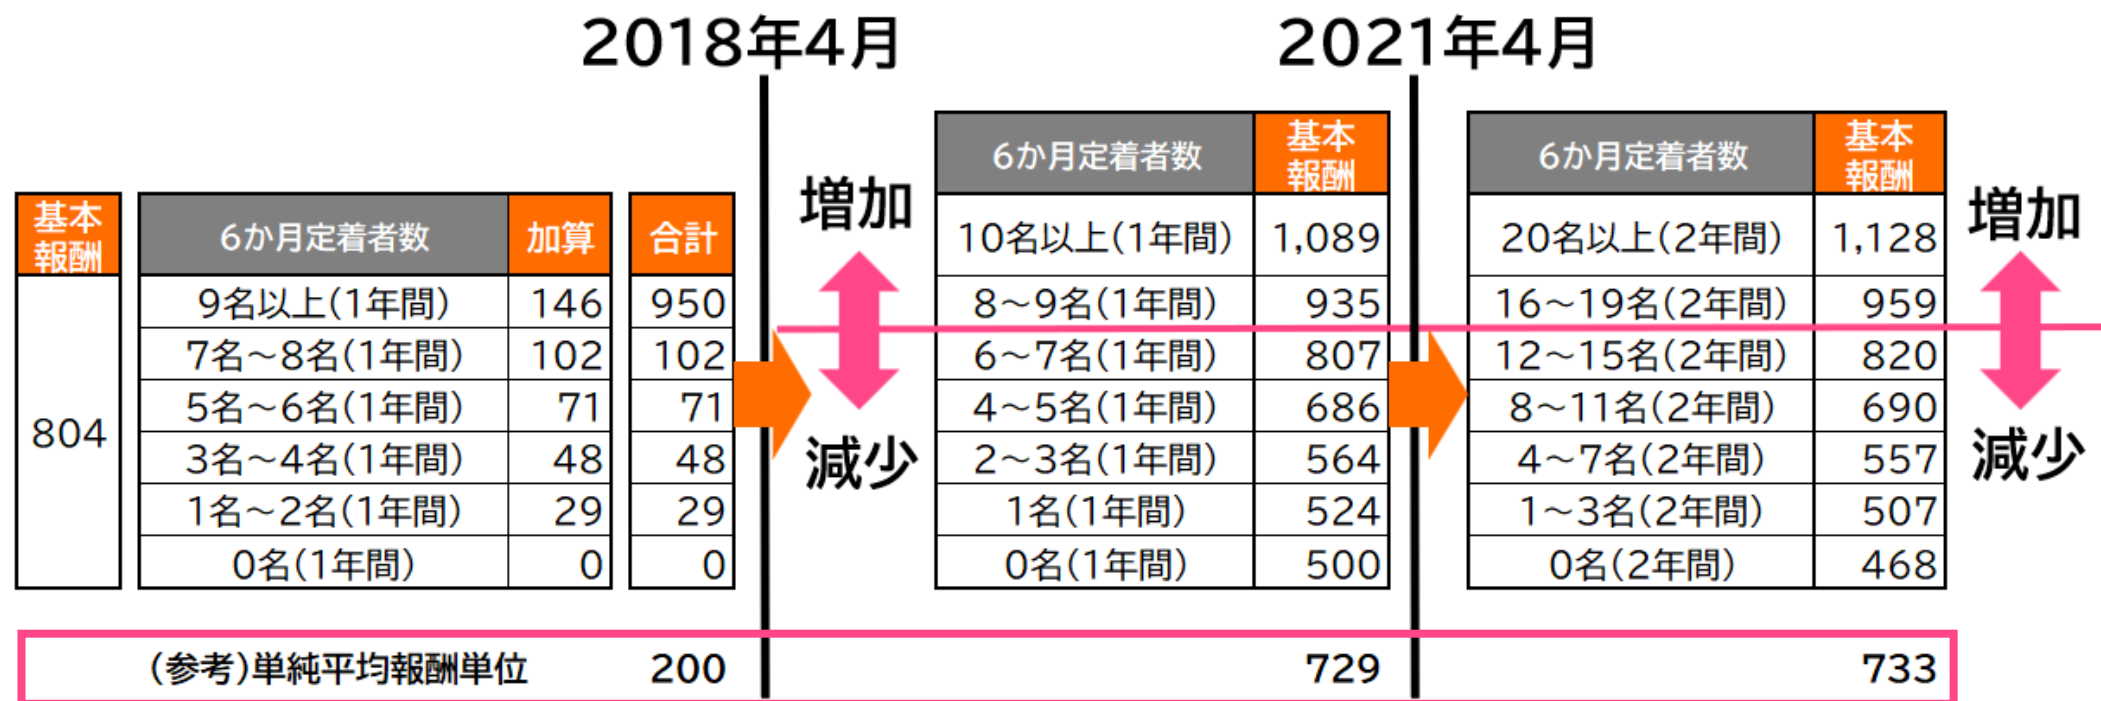 2018年4月
2021年4月
基本
報酬
804
6か月定着者数 加算 合計
9名以上(1年間) 146 950
7名～8名(1年間) 102 102
5名～6名(1年間) 71 71
3名～4名(1年間) 48 48
1名～2名(1年間) 29 29
0名(1年間) 0 0
増加
減少
6か月定着者数 基本
報酬
10名以上(1年間) 1,089
8～9名(1年間) 935
6～7名(1年間) 807
4～5名(1年間) 686
2～3名(1年間) 564
1名(1年間) 524
0名(1年間) 500
6か月定着者数 基本
報酬
20名以上(2年間) 1,128
16～19名(2年間) 959
12～15名(2年間) 820
8～11名(2年間) 690
4～7名(2年間) 557
1～3名(2年間) 507
0名(2年間) 468
増加
減少
(参考)単純平均報酬単位 200 729 733